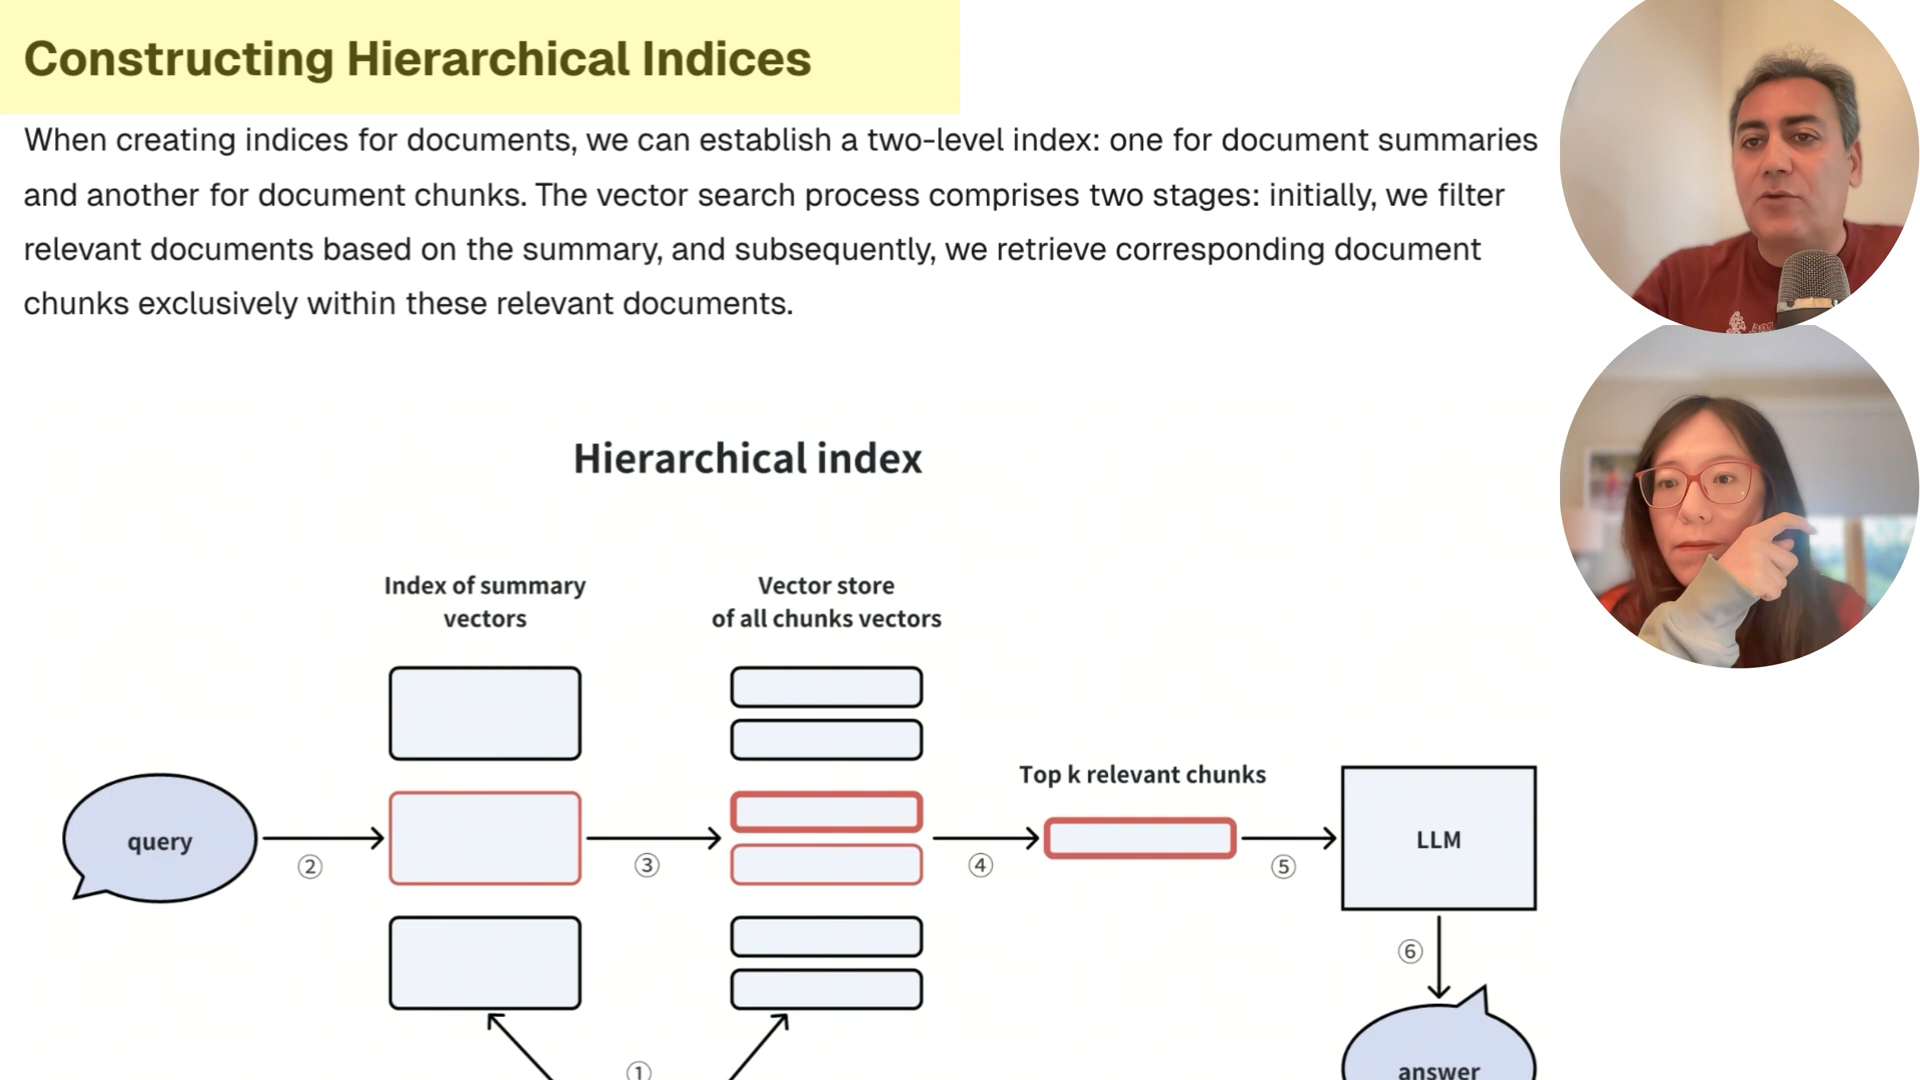 Constructing Hierarchical Indices
When creating indices for documents, we can establish a two-level index: one for document summaries
and another for document chunks. The vector search process comprises two stages: initially, we filter
relevant documents based on the summary, and subsequently, we retrieve corresponding document
chunks exclusively within these relevant documents.
Hierarchical index
Index of summary
vectors
Vector store
of all chunks vectors
Top k relevant chunks
query
②
③
④
⑤
LLM
⑥
①
answer